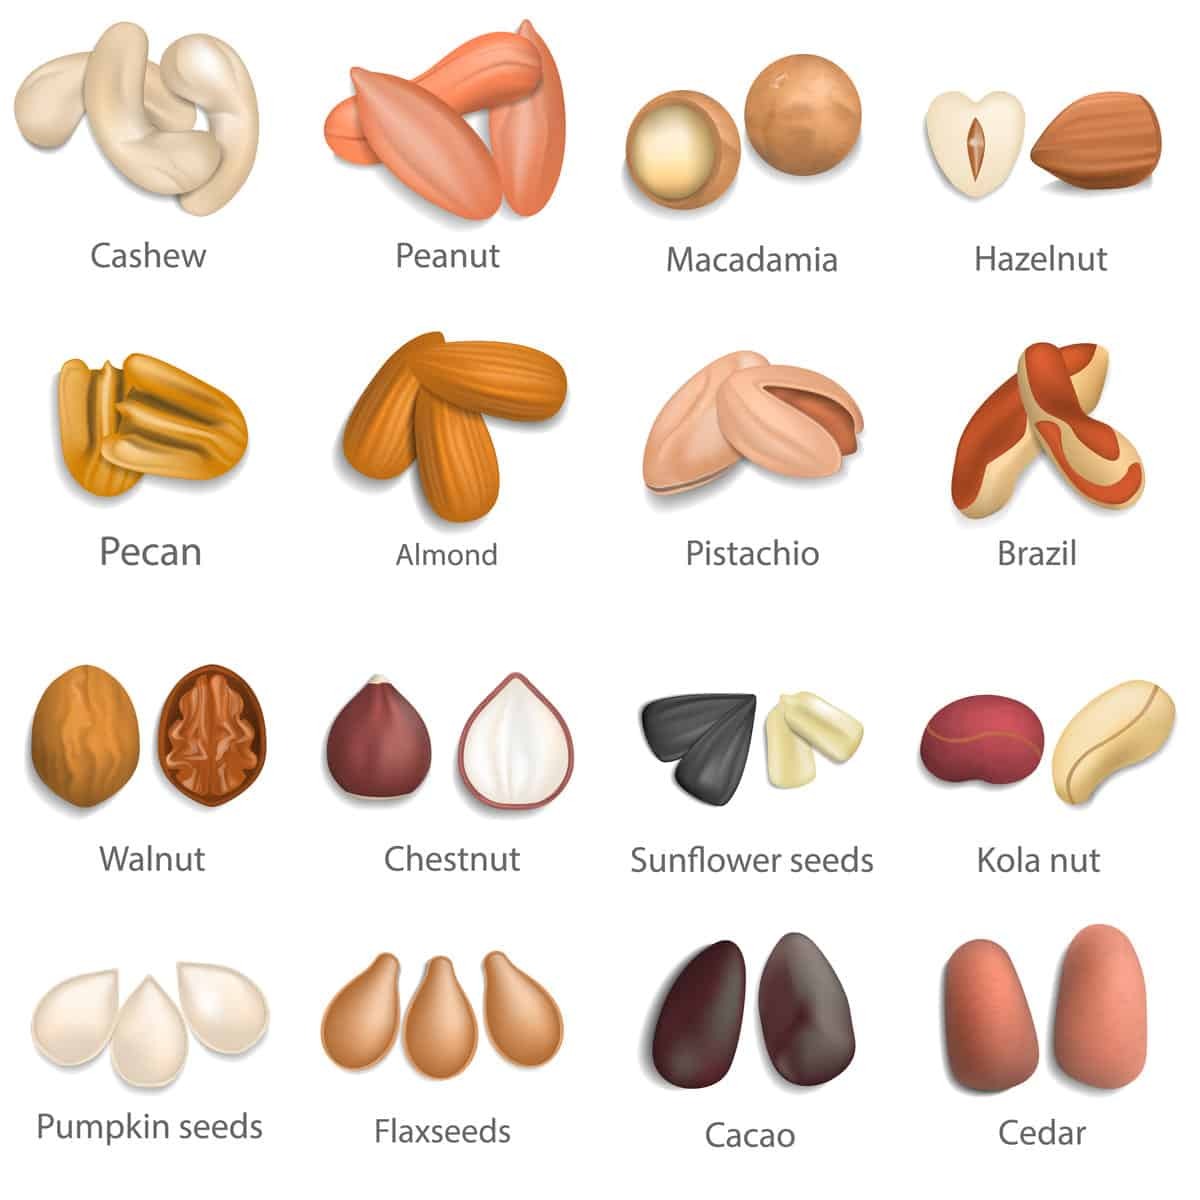 Cashew
Peanut
Macadamia
Hazelnut
Pecan
Almond
Pistachio
Brazil
Walnut
Chestnut
Sunflower seeds
Kola nut
Pumpkin seeds
Flaxseeds
Cacao
Cedar